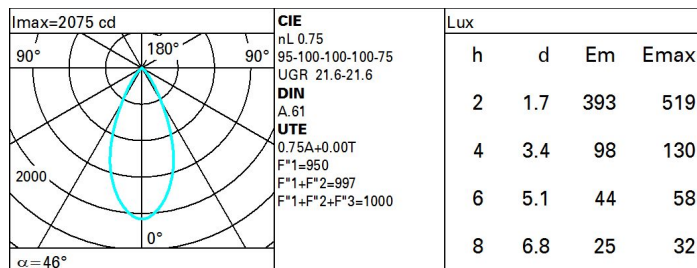 Imax=2075 cd
90° 180° 90°
2000
0°
α=46°
CIE
nL 0.75
95-100-100-100-75
UGR 21.6-21.6
DIN
A.61
UTE
0.75A+0.00T
F"1=950
F"1+F"2=997
F"1+F"2+F"3=1000
Lux
h d Em Emax
2 1.7 393 519
4 3.4 98 130
6 5.1 44 58
8 6.8 25 32